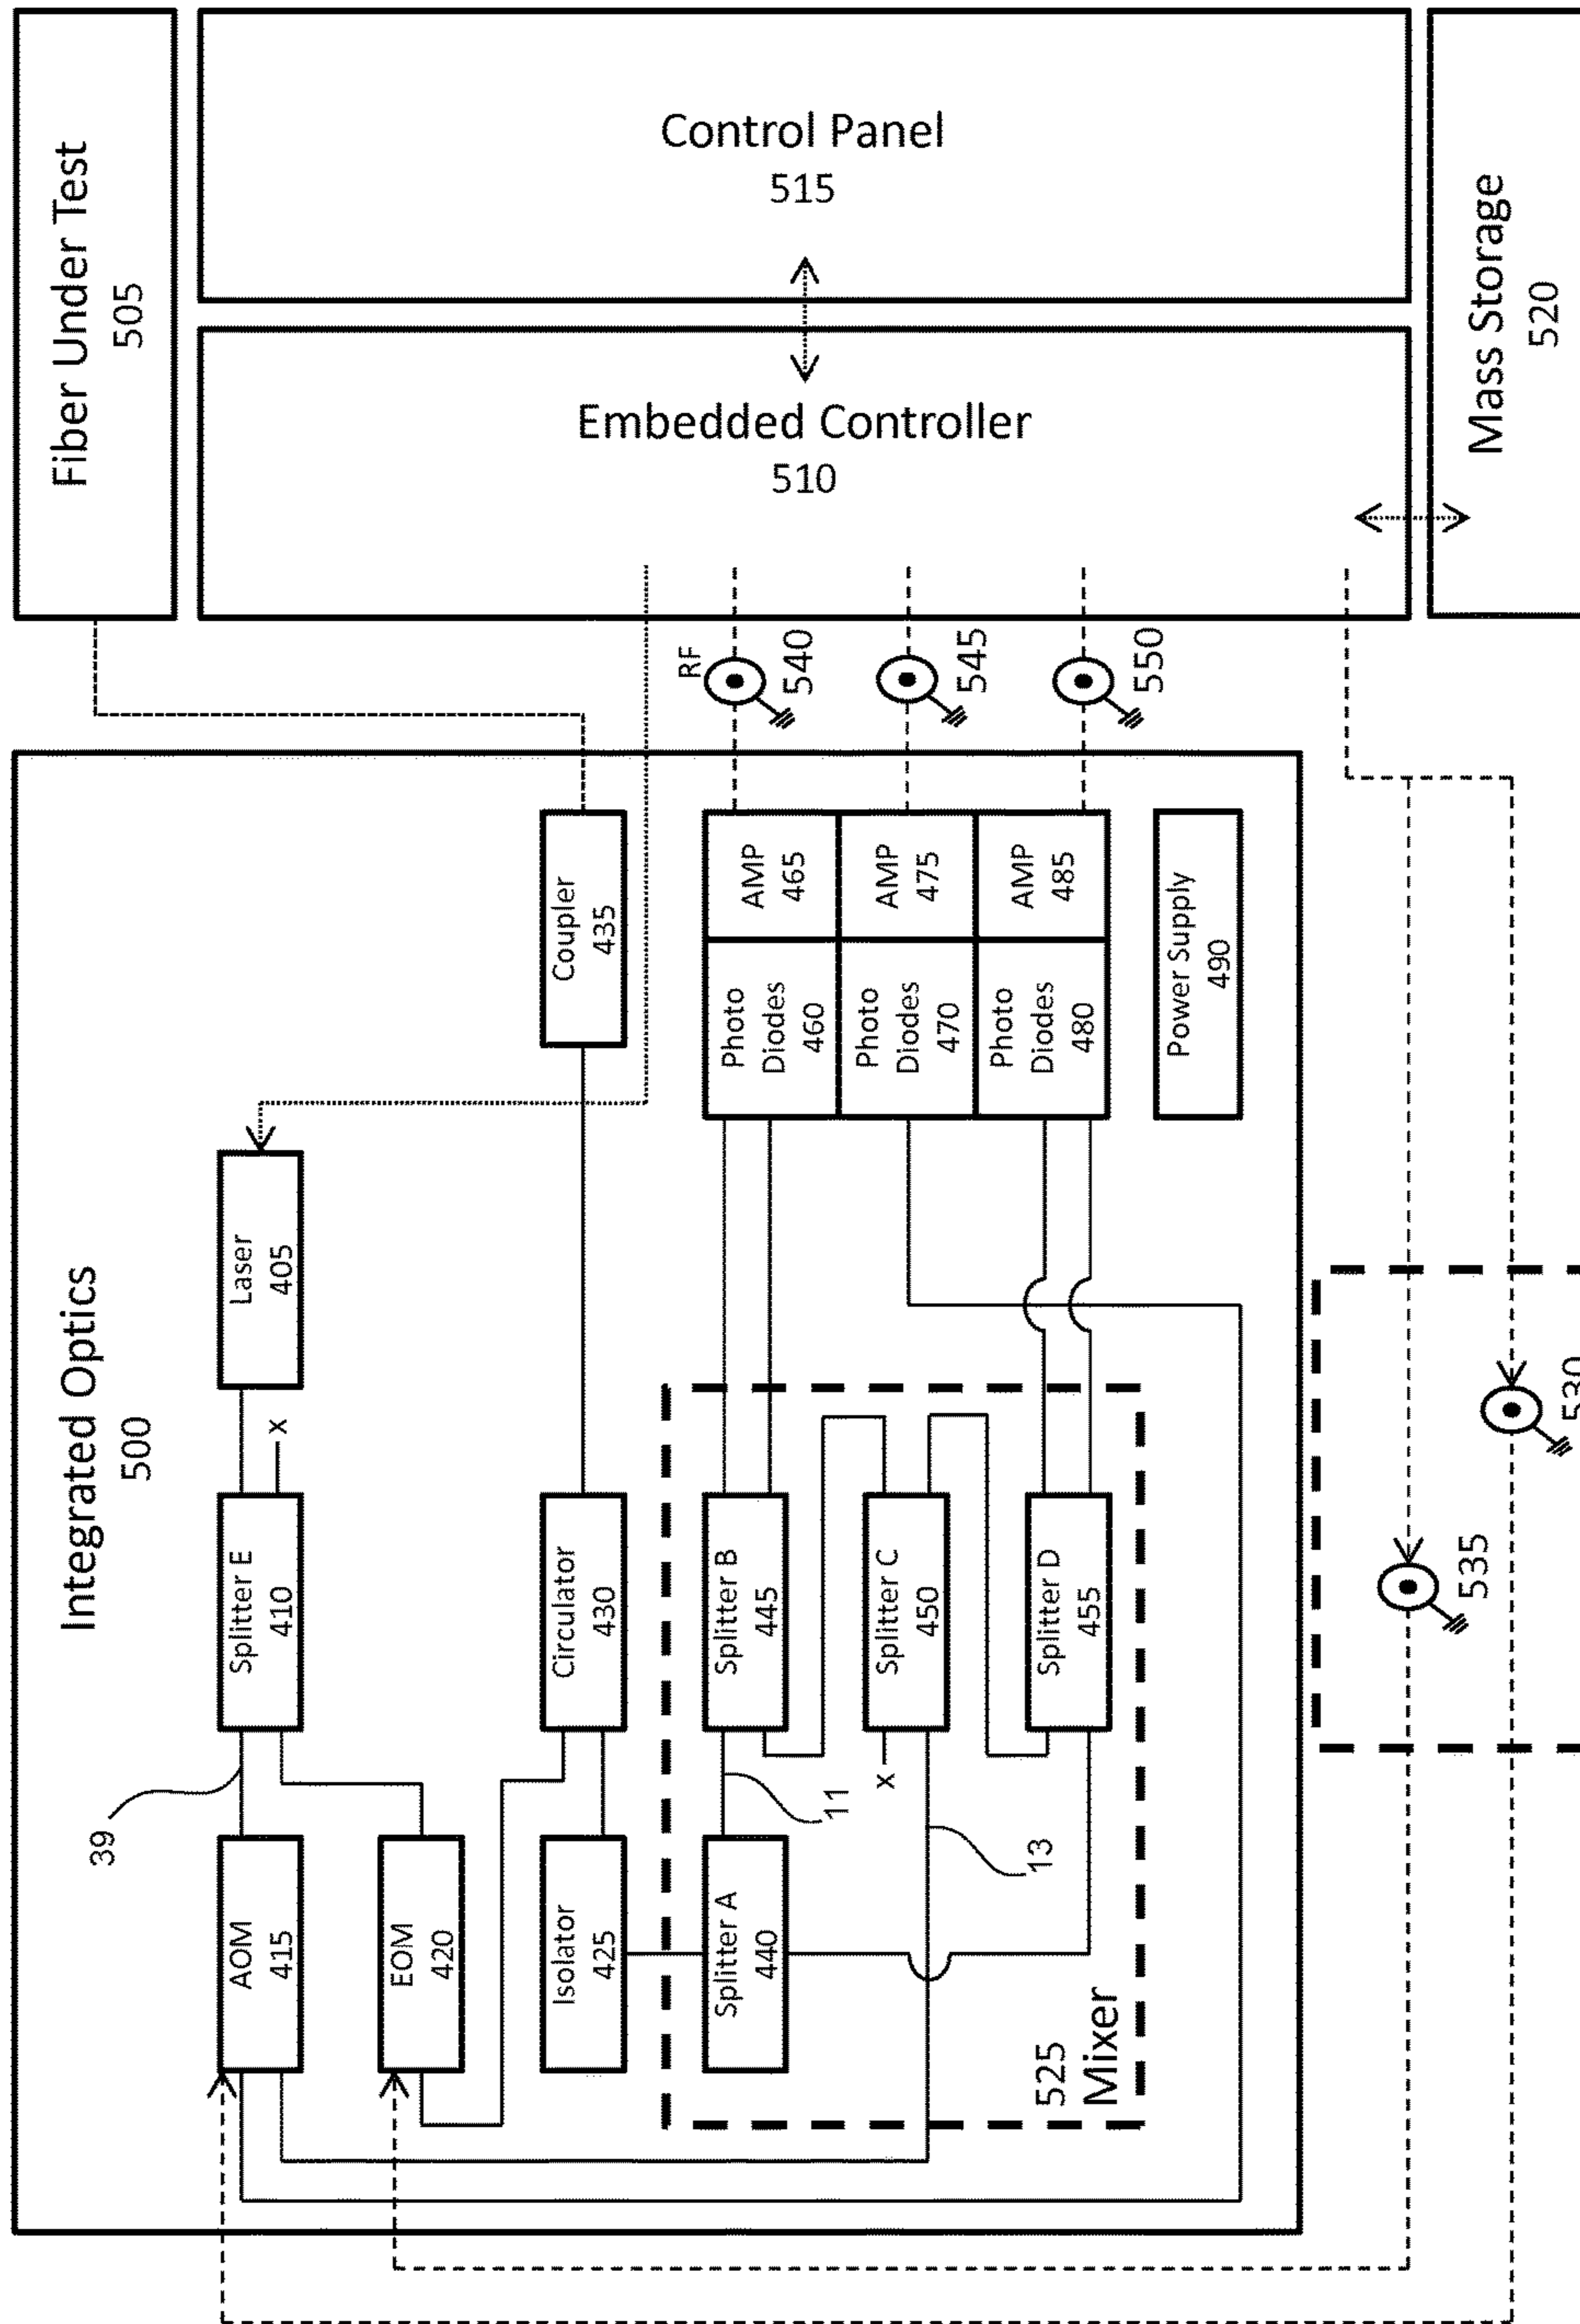 Integrated Optics
500
39
AOM
415
Splitter E
410
x
Laser
405
EOM
420
Isolator
425
Circulator
430
Coupler
435
525
Mixer
Splitter A
440
11
Splitter B
445
x
13
Splitter C
450
Splitter D
455
Photo
Diodes
460
AMP
465
Photo
Diodes
470
AMP
475
Photo
Diodes
480
AMP
485
Power Supply
490
RF
540
545
550
535
530
Fiber Under Test
505
Embedded Controller
510
Control Panel
515
Mass Storage
520